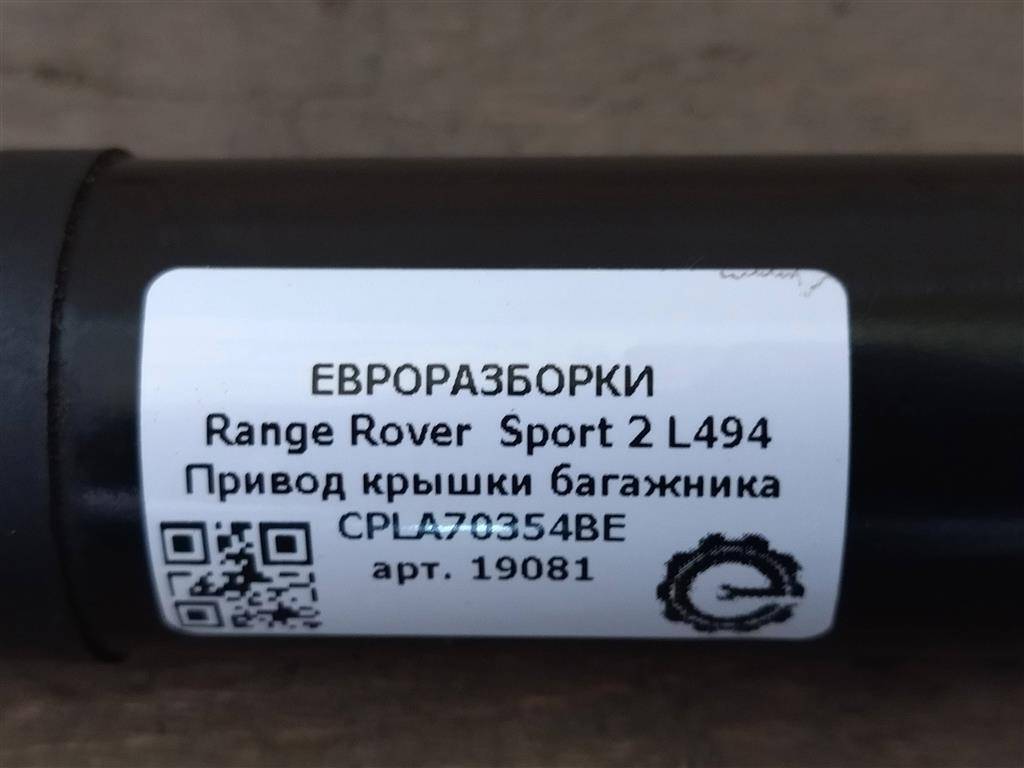 ЕВРОРАЗБОРКИ
Range Rover Sport 2 L494
Привод крышки багажника
CPLA70354BE
арт. 19081